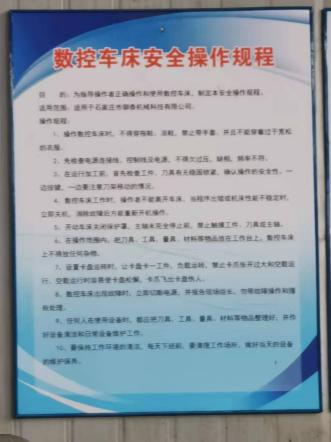 数控车床安全操作规程
目 的：为指导操作者正确操作和使用数控车床，制定本安全操作规程。
适用范围：适用于石家庄市御春机械科技有限公司。
操作规程：
1、操作数控车床时，不得穿拖鞋、凉鞋，禁止带手套，并且不能穿着过于宽松
的衣服。
2、先检查电源连接线、控制线及电源，不得欠过压、缺相、频率不符。
3、在运行加工前，首先检查工件、刀具有无稳固锁紧，确认操作的安全性。一
边按键，一边要注意刀架移动的情况。
4、数控车床工作时，操作者不能离开车床，当程序出错或机床性能不稳定时，
立即关机，消除故障后方能重新开机操作。
5、开动车床关闭保护罩，主轴未完全停止前，禁止触摸工件、刀具或主轴。
6、在操作范围内，把刀具、工具、量具、材料等物品放在工作台上，数控车床
上不得放任何杂物。
7、设置卡盘运转时，让卡盘卡一工件，负载运转，禁止卡爪张开过大和空载运
行。空载运行时容易使卡盘松懈，卡爪飞出卡盘伤人。
8、数控车床出现故障时，立即切断电源，并报告现场组长，勿带故障操作和擅
自处理。
9、任何人在使用设备时，都应把刀具、工具、量具、材料等物品整理好，并作
好设备清洁和日常设备维护工作。
10、要保持工作环境的清洁，每天下班前，要清理工作场所，做好当天的设备
的维护保养。